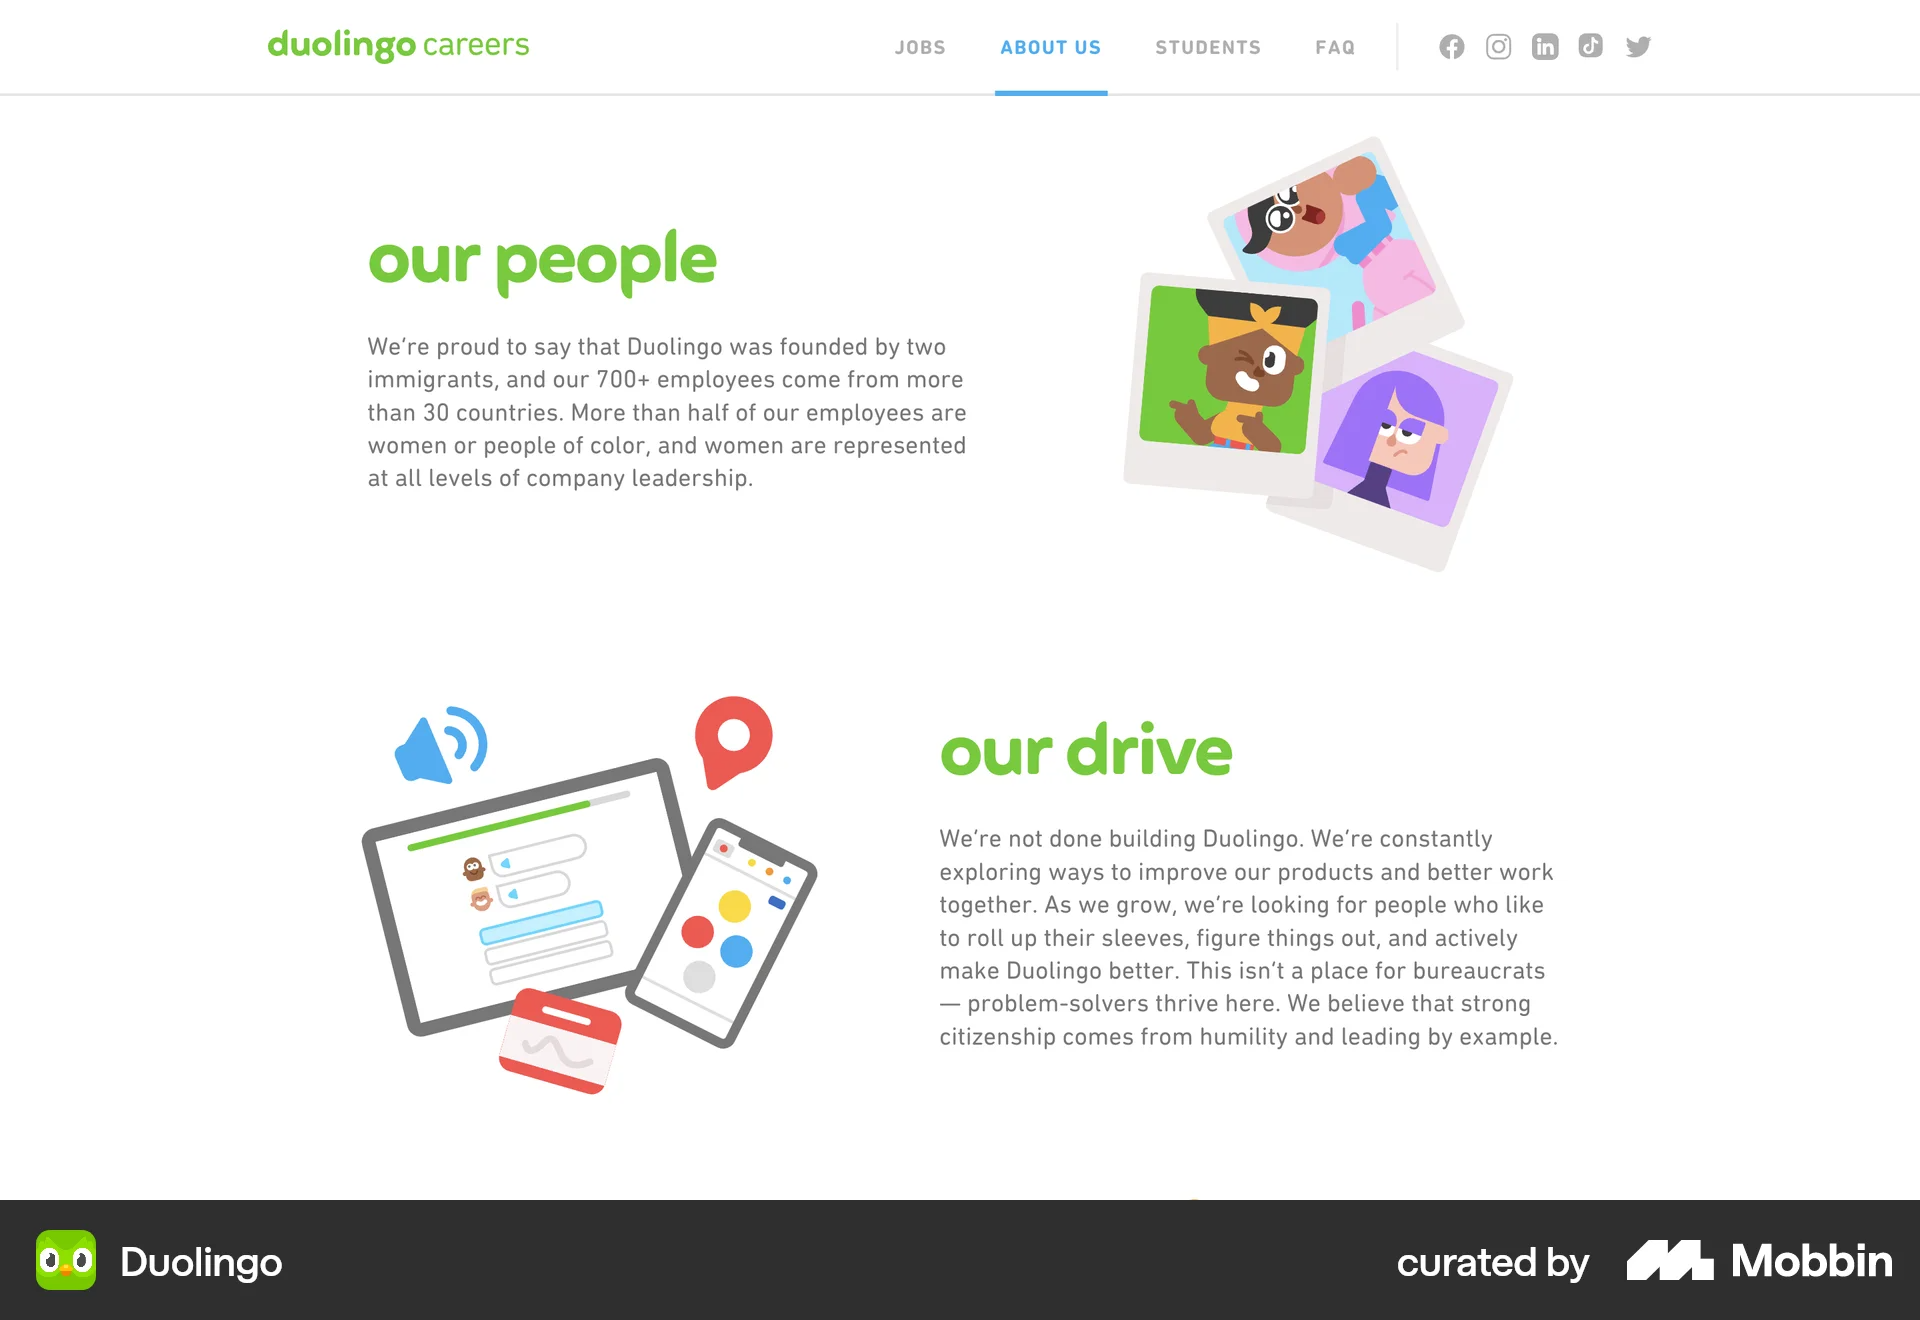 duolingo careers
JOBS ABOUT US STUDENTS FAQ
our people
We’re proud to say that Duolingo was founded by two
immigrants, and our 700+ employees come from more
than 30 countries. More than half of our employees are
women or people of color, and women are represented
at all levels of company leadership.
our drive
We’re not done building Duolingo. We’re constantly
exploring ways to improve our products and better work
together. As we grow, we’re looking for people who like
to roll up their sleeves, figure things out, and actively
make Duolingo better. This isn’t a place for bureaucrats
— problem-solvers thrive here. We believe that strong
citizenship comes from humility and leading by example.
Duolingo
curated by Mobbin